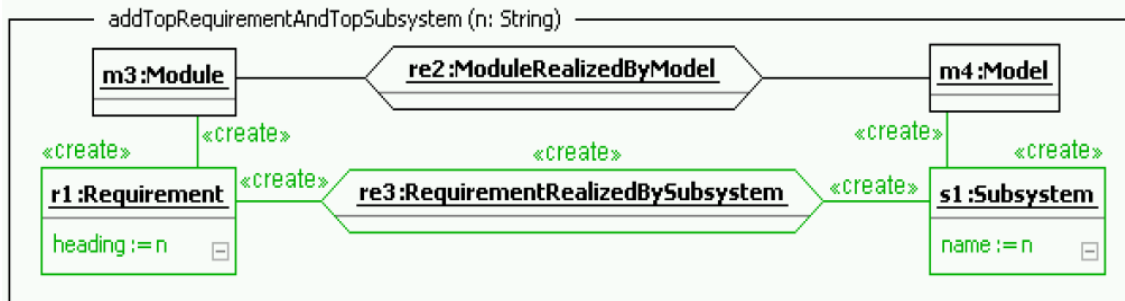 addTopRequirementAndTopSubsystem (n: String)
m3:Module
re2:ModuleRealizedByModel
m4:Model
«create»
«create»
«create»
«create»
«create»
r1:Requirement
«create»
re3:RequirementRealizedBySubsystem
«create»
s1:Subsystem
heading := n
name := n